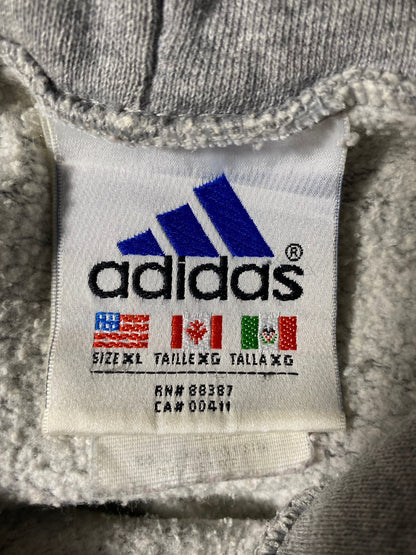 adidas®
SIZE XL TAILLE XG TALLA XG
RN# 88387
CA# 00411